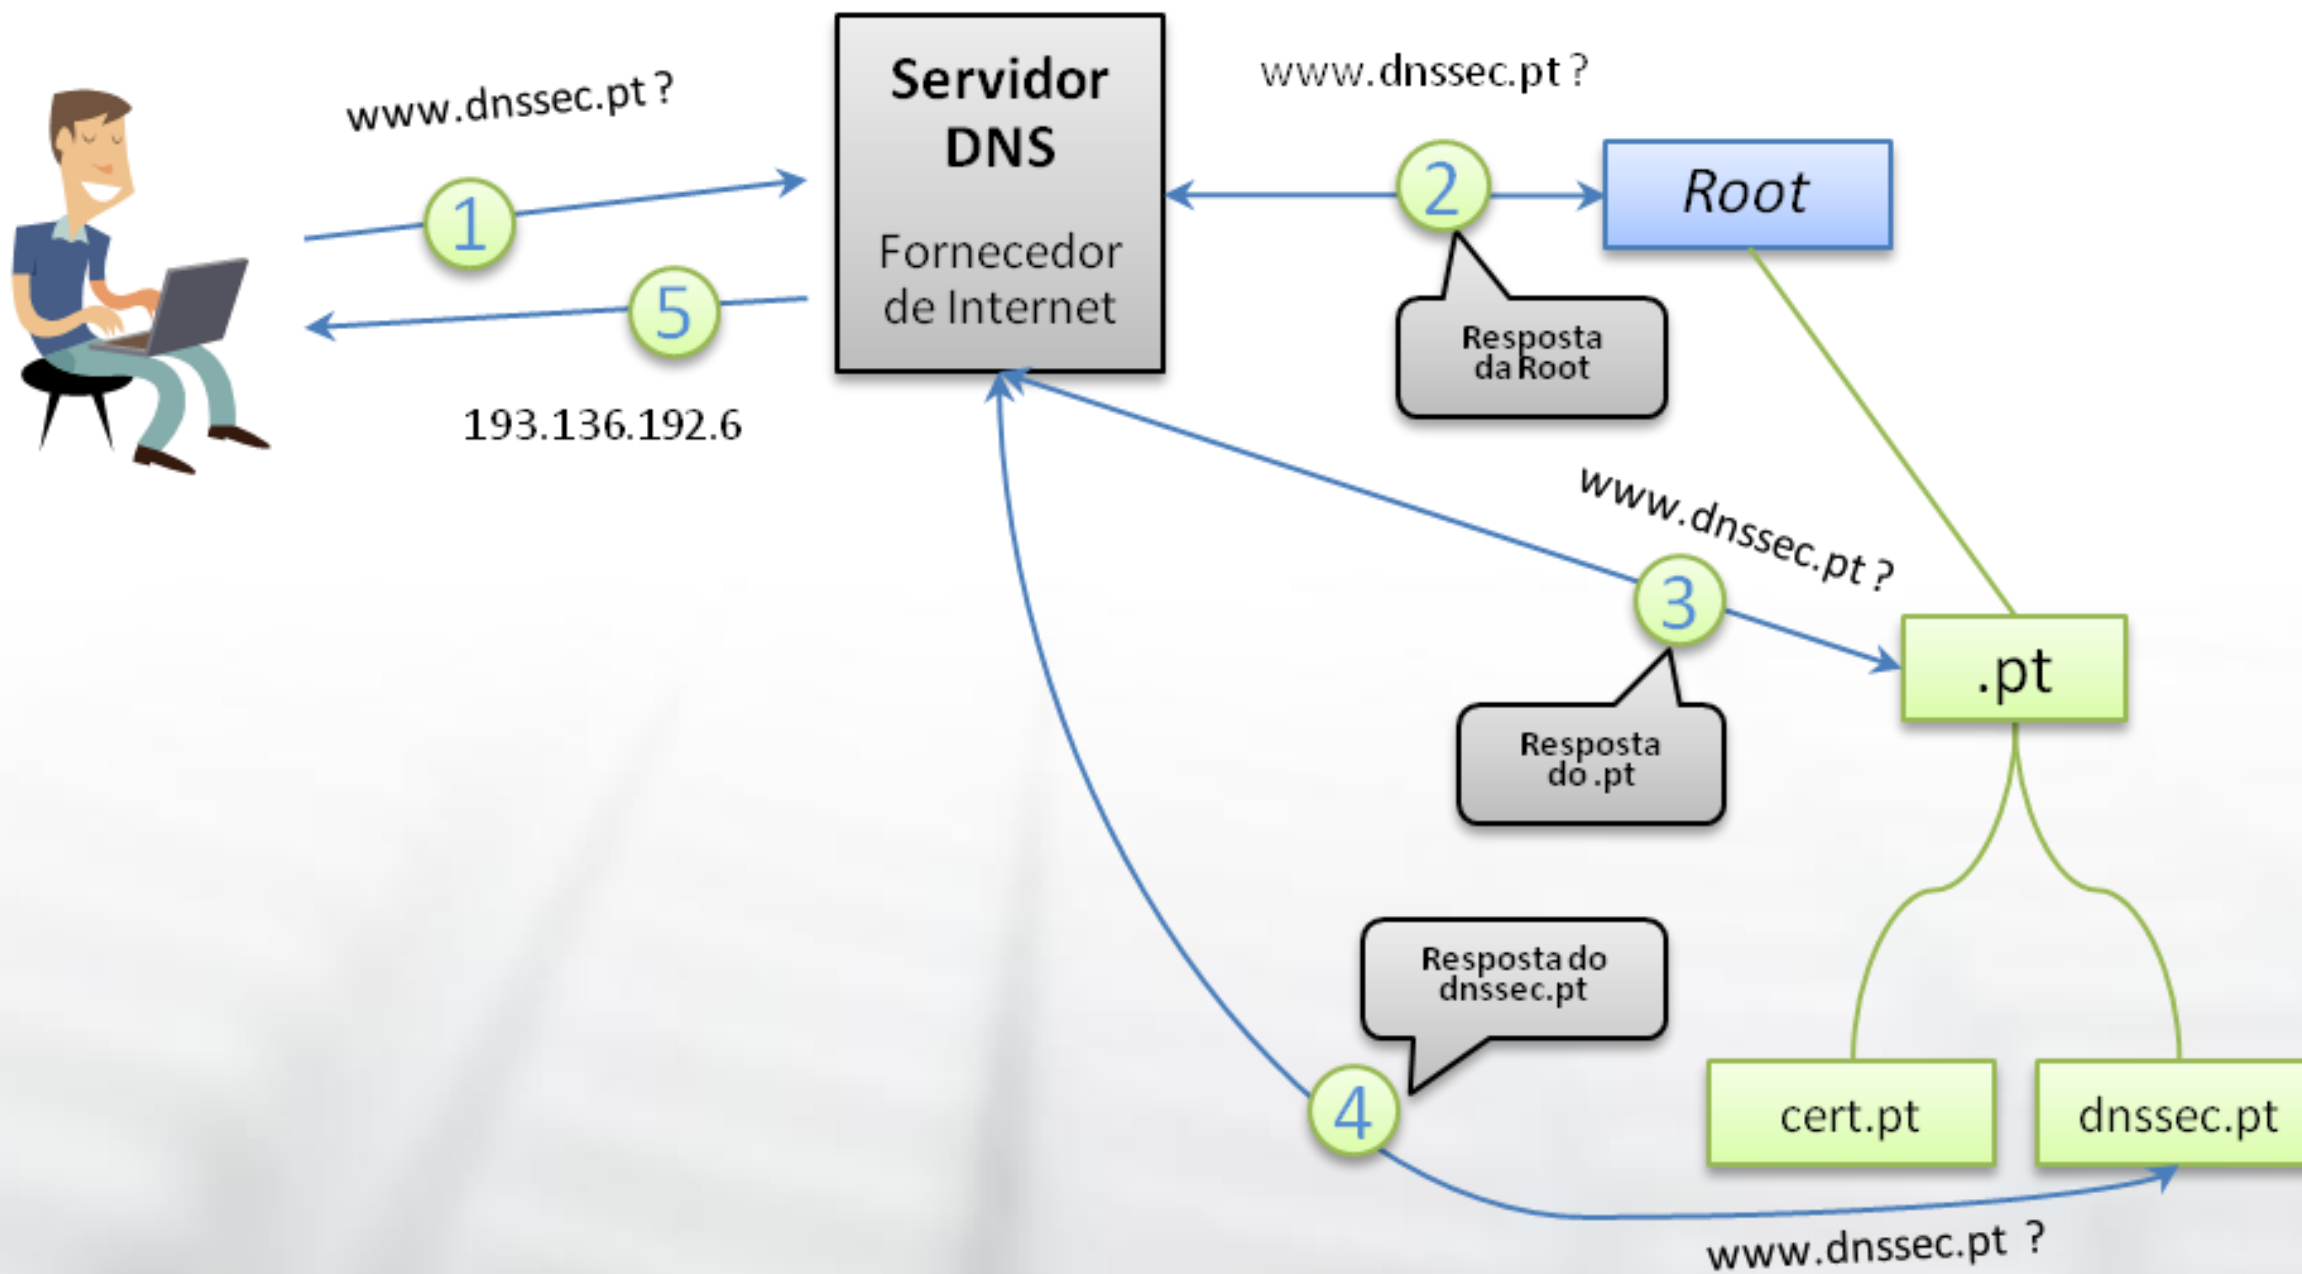 www.dnssec.pt ?
1
5
193.136.192.6
Servidor
DNS
Fornecedor
de Internet
www.dnssec.pt ?
2
Root
Resposta
da Root
www.dnssec.pt ?
3
.pt
Resposta
do .pt
Resposta do
dnssec.pt
4
cert.pt
dnssec.pt
www.dnssec.pt ?